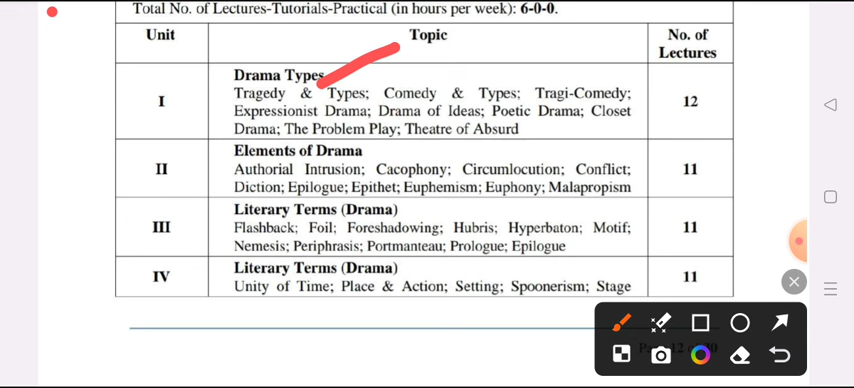 Total No. of Lectures-Tutorials-Practical (in hours per week): 6-0-0.
Unit Topic No. of Lectures
Drama Types
Tragedy & Types; Comedy & Types; Tragi-Comedy;
I Expressionist Drama; Drama of Ideas; Poetic Drama; Closet 12
Drama; The Problem Play; Theatre of Absurd
Elements of Drama
II Authorial Intrusion; Cacophony; Circumlocution; Conflict; 11
Diction; Epilogue; Epithet; Euphemism; Euphony; Malapropism
Literary Terms (Drama)
III Flashback; Foil; Foreshadowing; Hubris; Hyperbaton; Motif; 11
Nemesis; Periphrasis; Portmanteau; Prologue; Epilogue
Literary Terms (Drama)
IV Unity of Time; Place & Action; Setting; Spoonerism; Stage 11